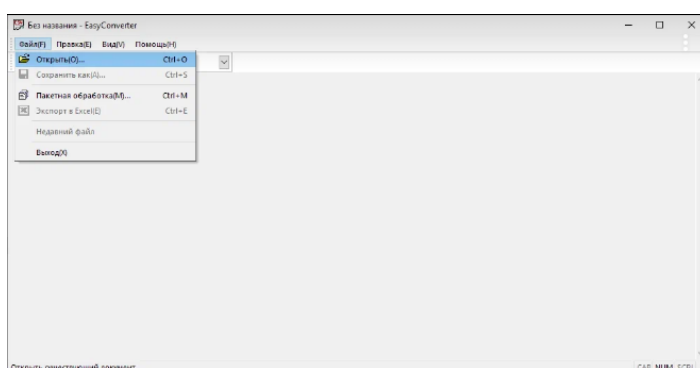 Без названия - EasyConverter
Файл(F) Правка(E) Вид(V) Помощь(H)
Открыть(O)... Ctrl+O
Сохранить как(A)... Ctrl+S
Пакетная обработка(M)... Ctrl+M
Экспорт в Excel(E) Ctrl+E
Недавний файл
Выход(X)
Открыть существующий документ CAP NUM SCRL